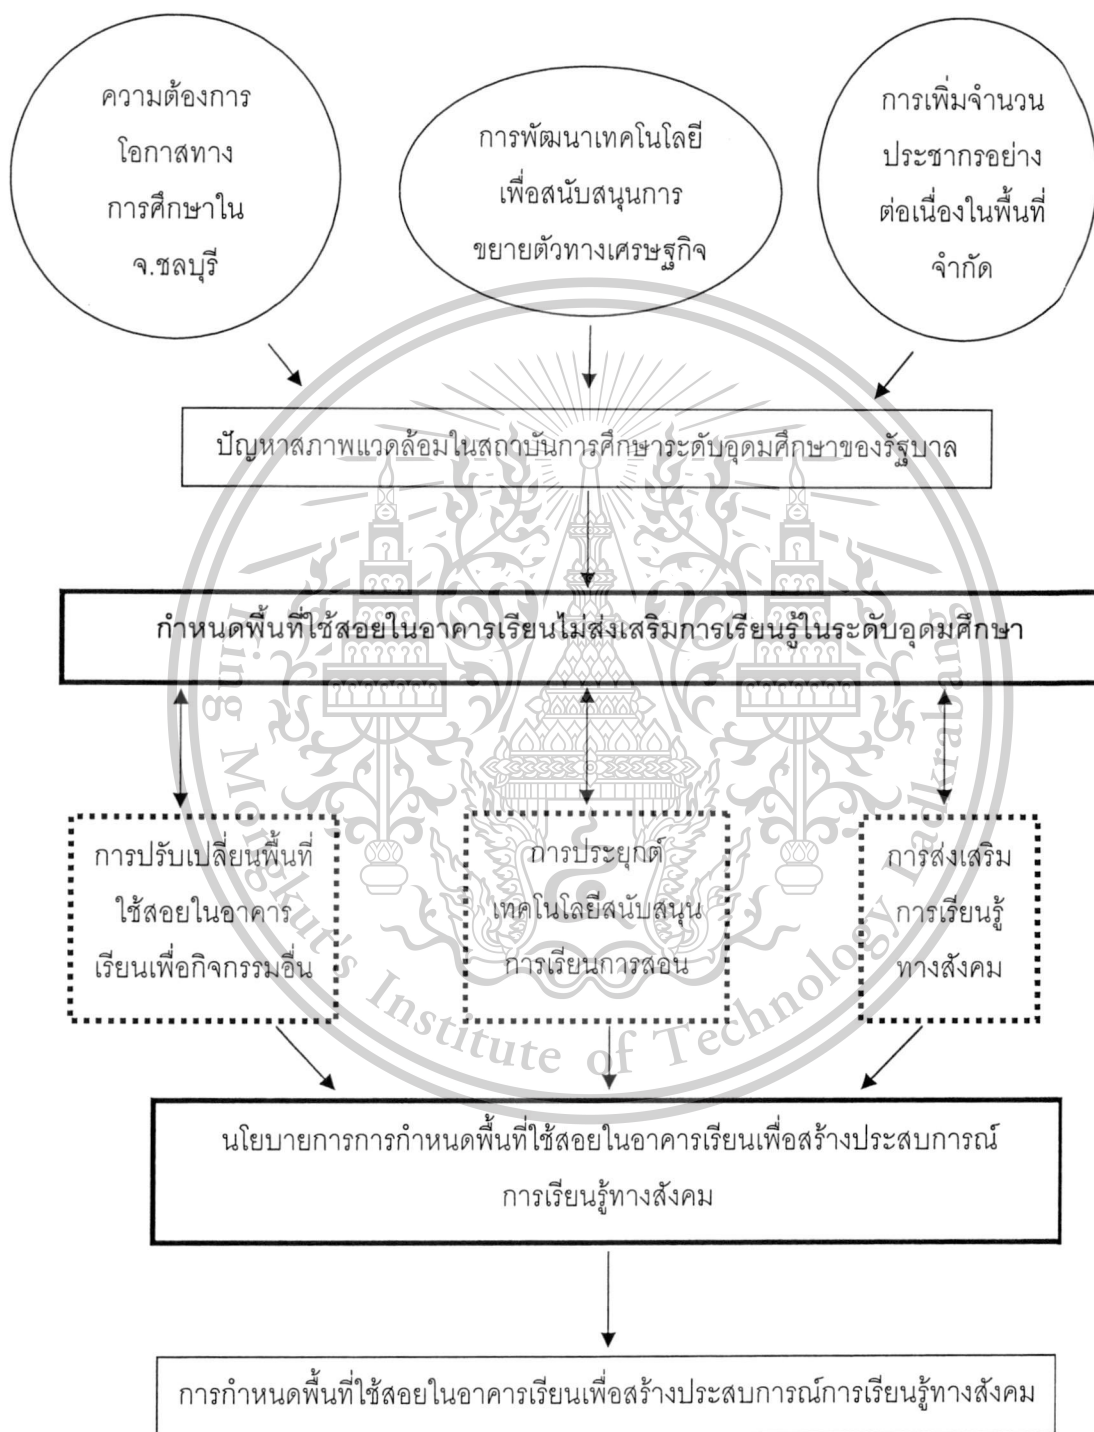 ความต้องการ
โอกาสทาง
การศึกษาใน
จ.ชลบุรี
การพัฒนาเทคโนโลยี
เพื่อสนับสนุนการ
ขยายตัวทางเศรษฐกิจ
การเพิ่มจำนวน
ประชากรอย่าง
ต่อเนื่องในพื้นที่
จำกัด
ปัญหาสภาพแวดล้อมในสถาบันการศึกษาระดับอุดมศึกษาของรัฐบาล
กำหนดพื้นที่ใช้สอยในอาคารเรียนไม่ส่งเสริมการเรียนรู้ในระดับอุดมศึกษา
การปรับเปลี่ยนพื้นที่
ใช้สอยในอาคาร
เรียนเพื่อกิจกรรมอื่น
การประยุกต์
เทคโนโลยีสนับสนุน
การเรียนการสอน
การส่งเสริม
การเรียนรู้
ทางสังคม
นโยบายการการกำหนดพื้นที่ใช้สอยในอาคารเรียนเพื่อสร้างประสบการณ์
การเรียนรู้ทางสังคม
การกำหนดพื้นที่ใช้สอยในอาคารเรียนเพื่อสร้างประสบการณ์การเรียนรู้ทางสังคม
King Mongkut's Institute of Technology Ladkrabang